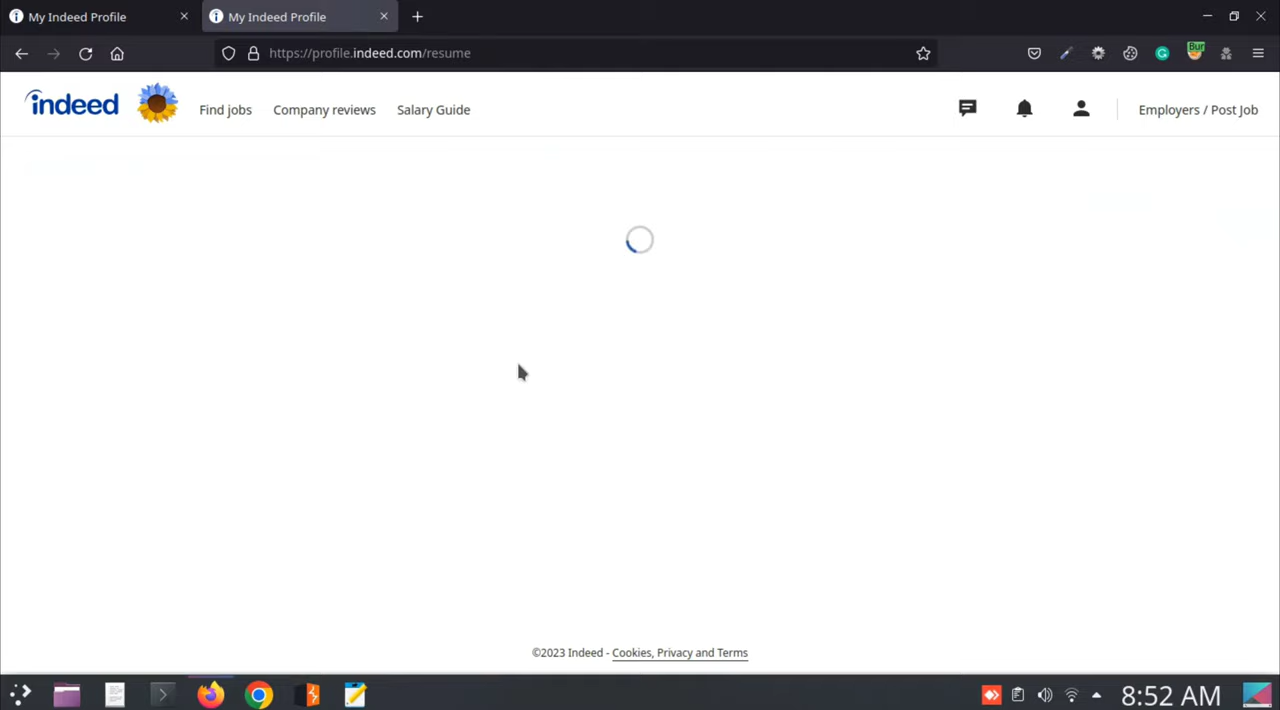 My Indeed Profile
My Indeed Profile
https://profile.indeed.com/resume
Bur
indeed
Find jobs
Company reviews
Salary Guide
Employers / Post Job
©2023 Indeed - Cookies, Privacy and Terms
8:52 AM